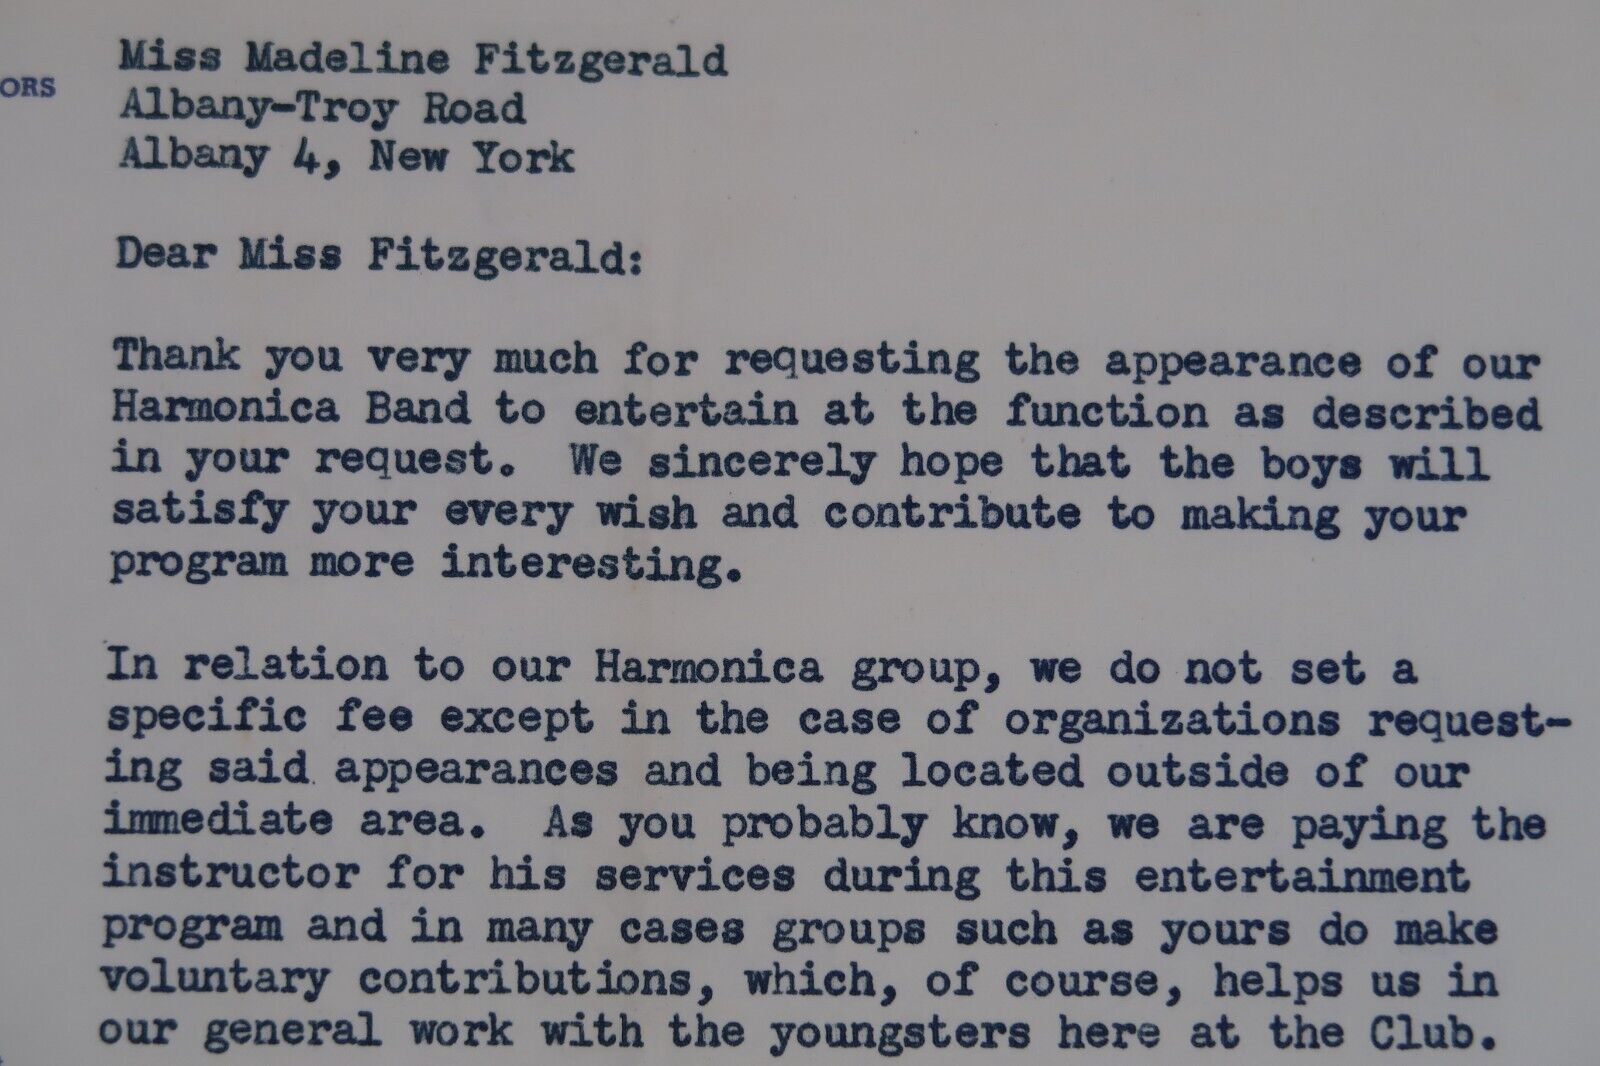 ORS
Miss Madeline Fitzgerald
Albany-Troy Road
Albany 4, New York
Dear Miss Fitzgerald:
Thank you very much for requesting the appearance of our
Harmonica Band to entertain at the function as described
in your request. We sincerely hope that the boys will
satisfy your every wish and contribute to making your
program more interesting.
In relation to our Harmonica group, we do not set a
specific fee except in the case of organizations request-
ing said appearances and being located outside of our
immediate area. As you probably know, we are paying the
instructor for his services during this entertainment
program and in many cases groups such as yours do make
voluntary contributions, which, of course, helps us in
our general work with the youngsters here at the Club.